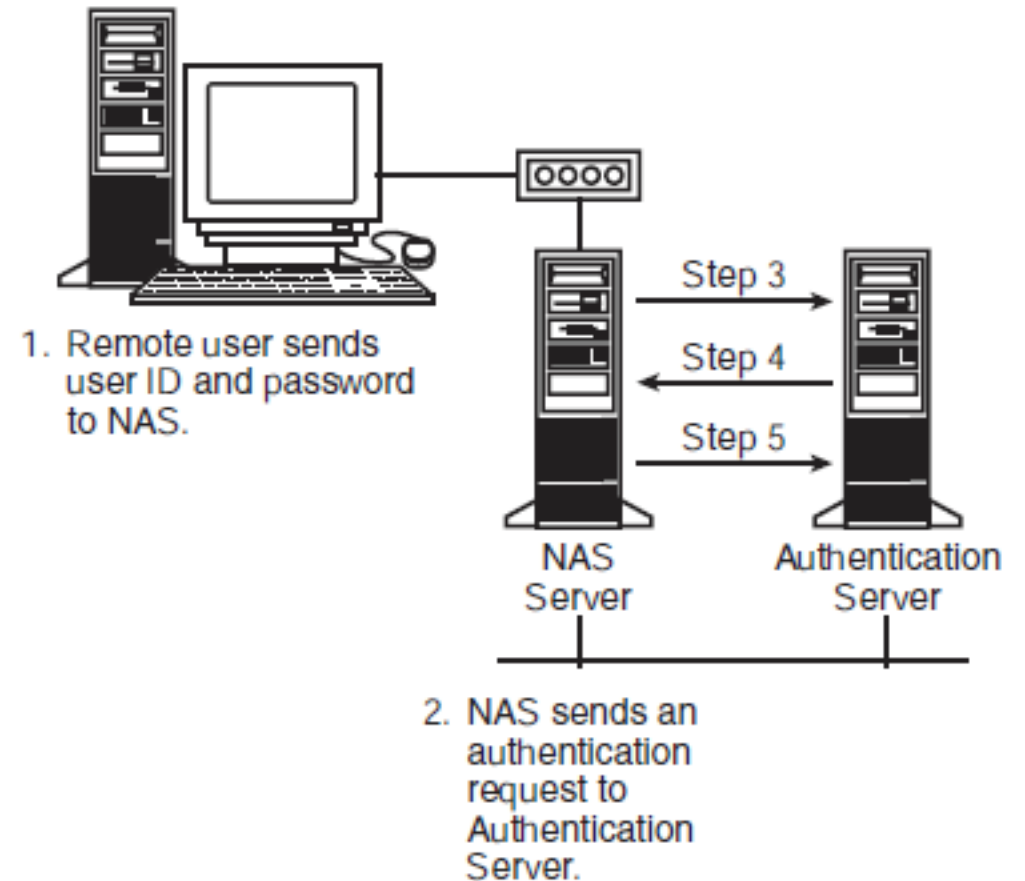 1. Remote user sends
user ID and password
to NAS.
Step 3
Step 4
Step 5
NAS
Server
Authentication
Server
2. NAS sends an
authentication
request to
Authentication
Server.